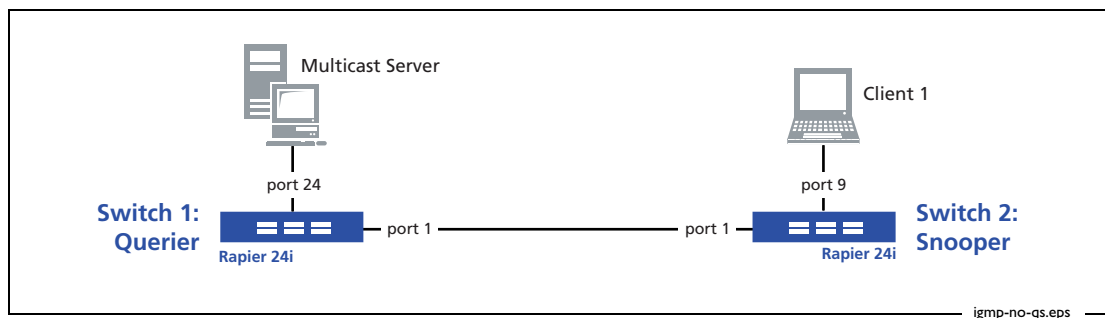 Multicast Server
Client 1
port 24
port 9
Switch 1:
Querier
port 1
port 1
Switch 2:
Snooper
Rapier 24i
Rapier 24i
igmp-no-qs.eps